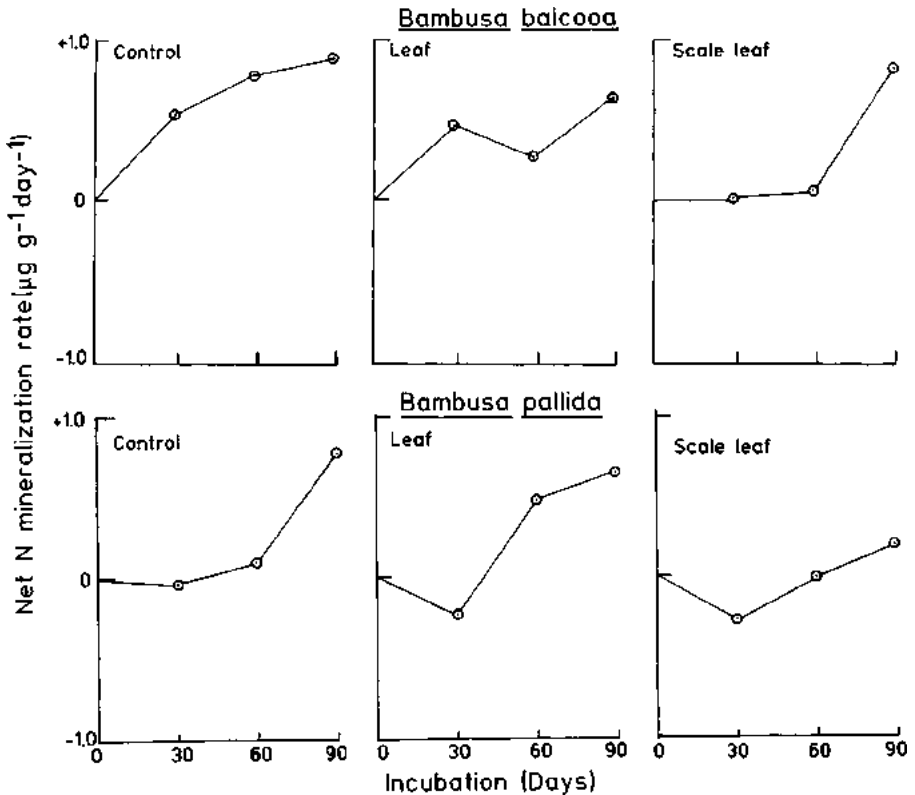 Bambusa balcooa
+1.0
Control
Leaf
Scale leaf
0
-1.0
Bambusa pallida
+1.0
Control
Leaf
Scale leaf
0
-1.0
0 30 60 90 0 30 60 90 0 30 60 90
Incubation (Days)
Net N mineralization rate(µg g-1 day-1)